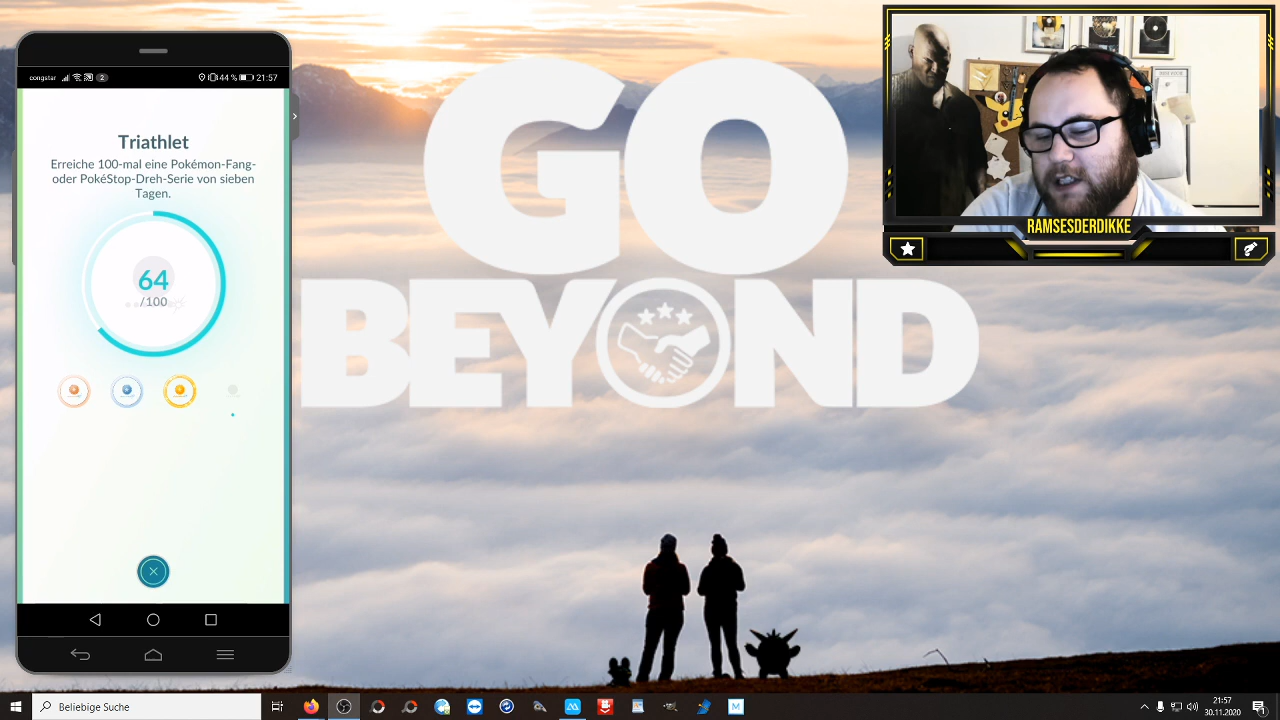 congstar
2
44 %
21:57
Triathlet
Erreiche 100-mal eine Pokémon-Fang-
oder PokéStop-Dreh-Serie von sieben
Tagen.
64
/100
GO
BEYOND
RAMSESDERDIKKE
Beliebige Suche
M
21:57
30.11.2020